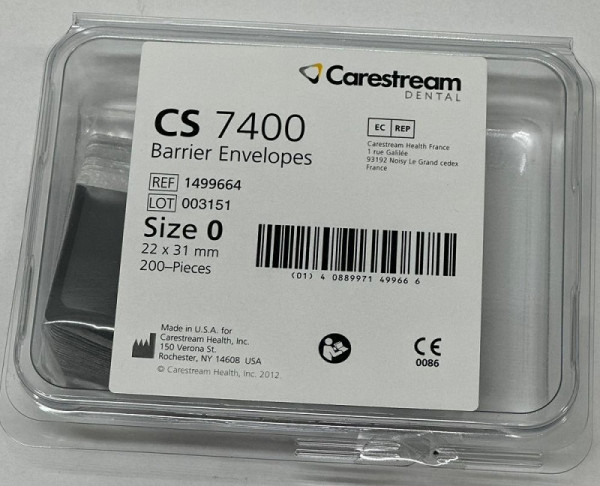 Carestream
DENTAL
CS 7400
Barrier Envelopes
EC REP
Carestream Health France
1 rue Galilée
93192 Noisy Le Grand cedex
France
REF 1499664
LOT 003151
Size 0
22 x 31 mm
200–Pieces
(01) 4 0889971 49966 6
Made in U.S.A. for
Carestream Health, Inc.
150 Verona St.
Rochester, NY 14608 USA
© Carestream Health, Inc. 2012
CE
0086